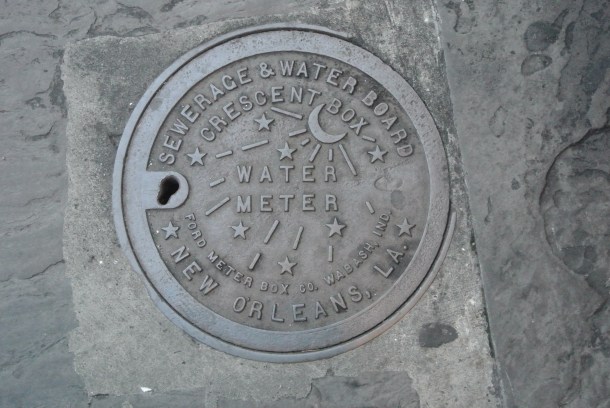 SEWERAGE & WATER BOARD
CRESCENT BOX
WATER
METER
FORD METER BOX CO. WABASH, IND.
NEW ORLEANS, LA.